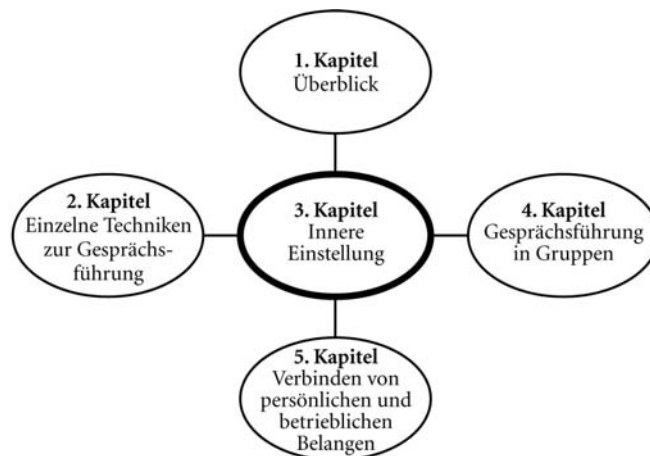 1. Kapitel
Überblick
2. Kapitel
Einzelne Techniken
zur Gesprächs-
führung
3. Kapitel
Innere
Einstellung
4. Kapitel
Gesprächsführung
in Gruppen
5. Kapitel
Verbinden von
persönlichen und
betrieblichen
Belangen